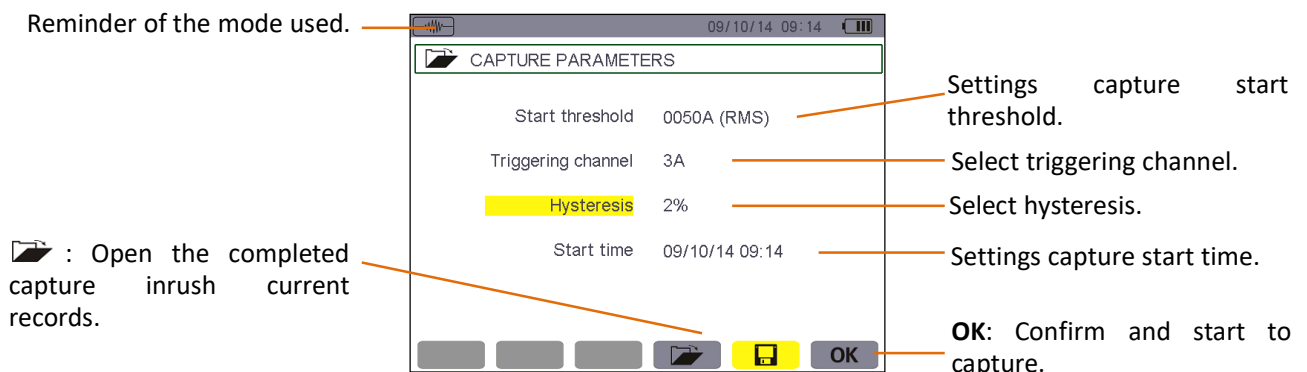 Reminder of the mode used.
09/10/14 09:14
CAPTURE PARAMETERS
Start threshold 0050A (RMS)
Settings capture start
threshold.
Triggering channel 3A
Select triggering channel.
Hysteresis 2%
Select hysteresis.
: Open the completed
capture inrush current
records.
Start time 09/10/14 09:14
Settings capture start time.
OK
OK: Confirm and start to
capture.